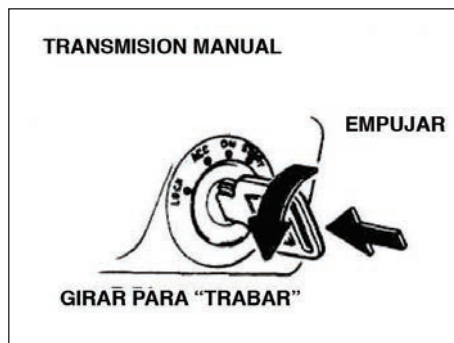 TRANSMISION MANUAL
EMPUJAR
LOCK
ACC
ON
START
GIRAR PARA “TRABAR”